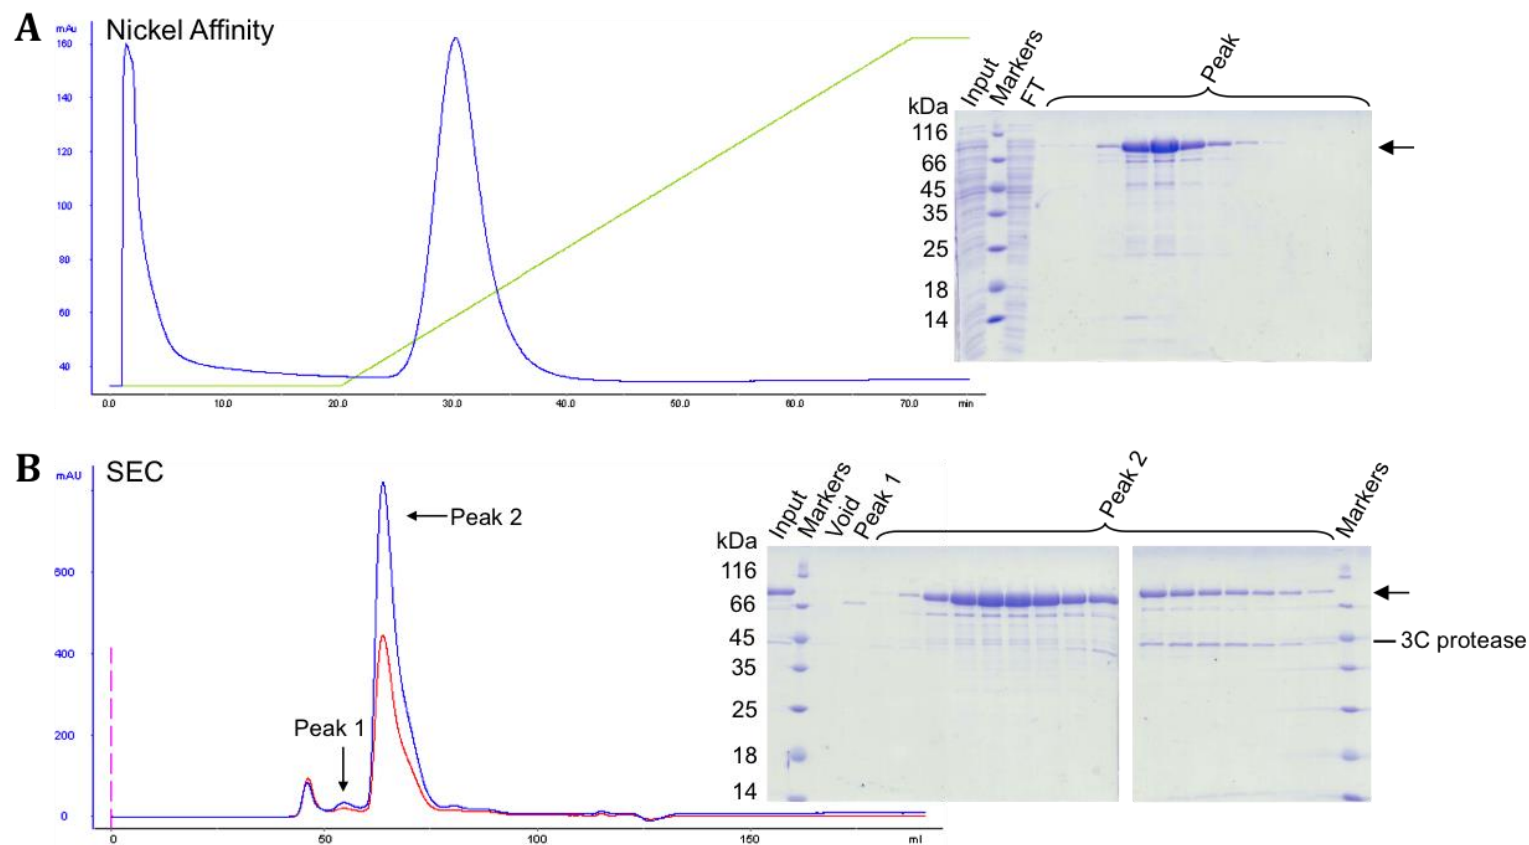 A
Nickel Affinity
mAu
160
140
120
100
80
60
40
0.0 10.0 20.0 30.0 40.0 50.0 60.0 70.0 min
Input Markers FT Peak
kDa
116
66
45
35
25
18
14
B
SEC
mAU
600
400
200
0
0 50 100 150 ml
Peak 2
Peak 1
Input Markers Void Peak 1 Peak 2 Markers
kDa
116
66
45
35
25
18
14
3C protease